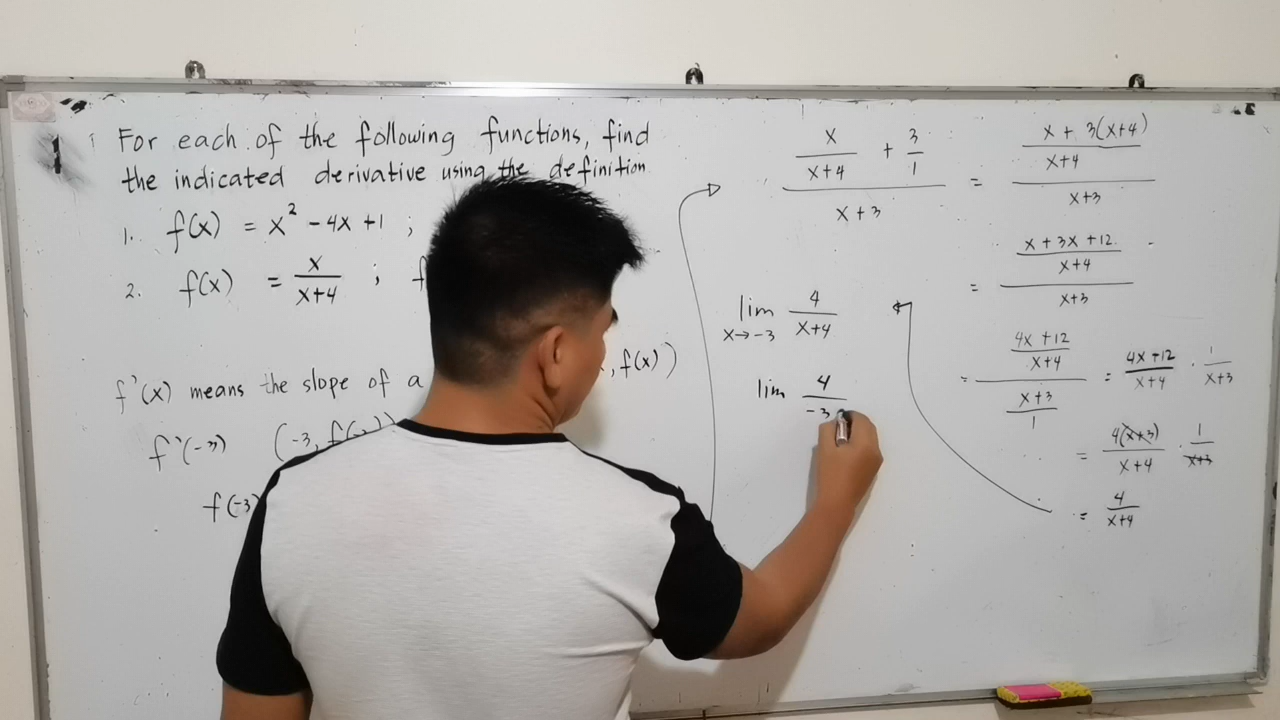 For each of the following functions, find
the indicated derivative using the definition
1. f(x) = x² - 4x + 1 ;
2. f(x) = x/(x+4) ; f
f'(x) means the slope of a , f(x))
f'(-3) (-3, f(-3))
f(-3)
(x/(x+4) + 3/1)/(x+3) = ((x + 3(x+4))/(x+4))/(x+3)
= ((x + 3x + 12)/(x+4))/(x+3)
= ((4x + 12)/(x+4))/((x+3)/1) = (4x + 12)/(x+4) · 1/(x+3)
= 4(x+3)/(x+4) · 1/(x+3)
= 4/(x+4)
lim x→-3 4/(x+4)
lim 4/-3